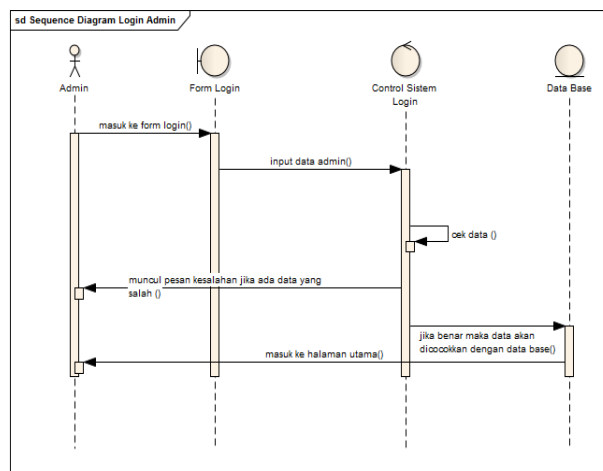 sd Sequence Diagram Login Admin
Admin
Form Login
Control Sistem
Login
Data Base
masuk ke form login()
input data admin()
cek data ()
muncul pesan kesalahan jika ada data yang
salah ()
jika benar maka data akan
dicocokkan dengan data base()
masuk ke halaman utama()